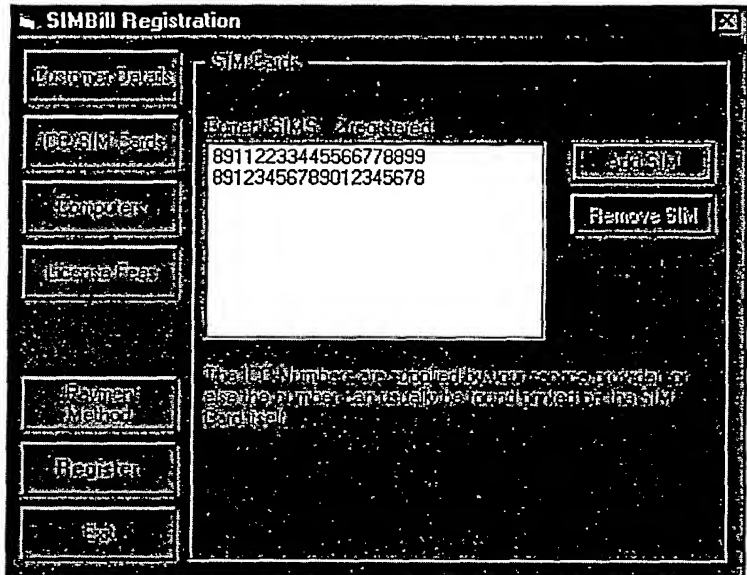 SIMBill Registration
Customer Details
ICC/SIM Cards
Computers
License Fees
Payment
Method
Register
Exit
SIM Cards
Current SIMS : 2 registered
89112233445566778899
89123456789012345678
Add SIM
Remove SIM
The ICC Numbers are supplied by your service provider or
else the number can usually be found printed on the SIM
Card itself